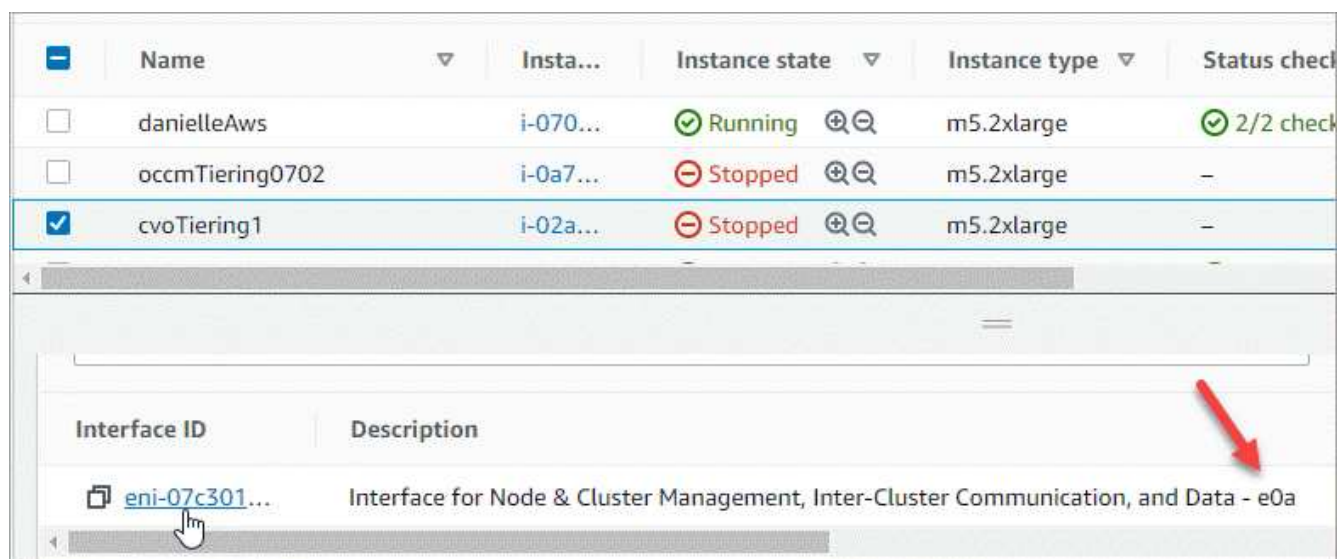 Name Insta... Instance state Instance type Status check
danielleAws i-070... Running m5.2xlarge 2/2 check
occmTiering0702 i-0a7... Stopped m5.2xlarge –
cvoTiering1 i-02a... Stopped m5.2xlarge –
Interface ID Description
eni-07c301... Interface for Node & Cluster Management, Inter-Cluster Communication, and Data - e0a